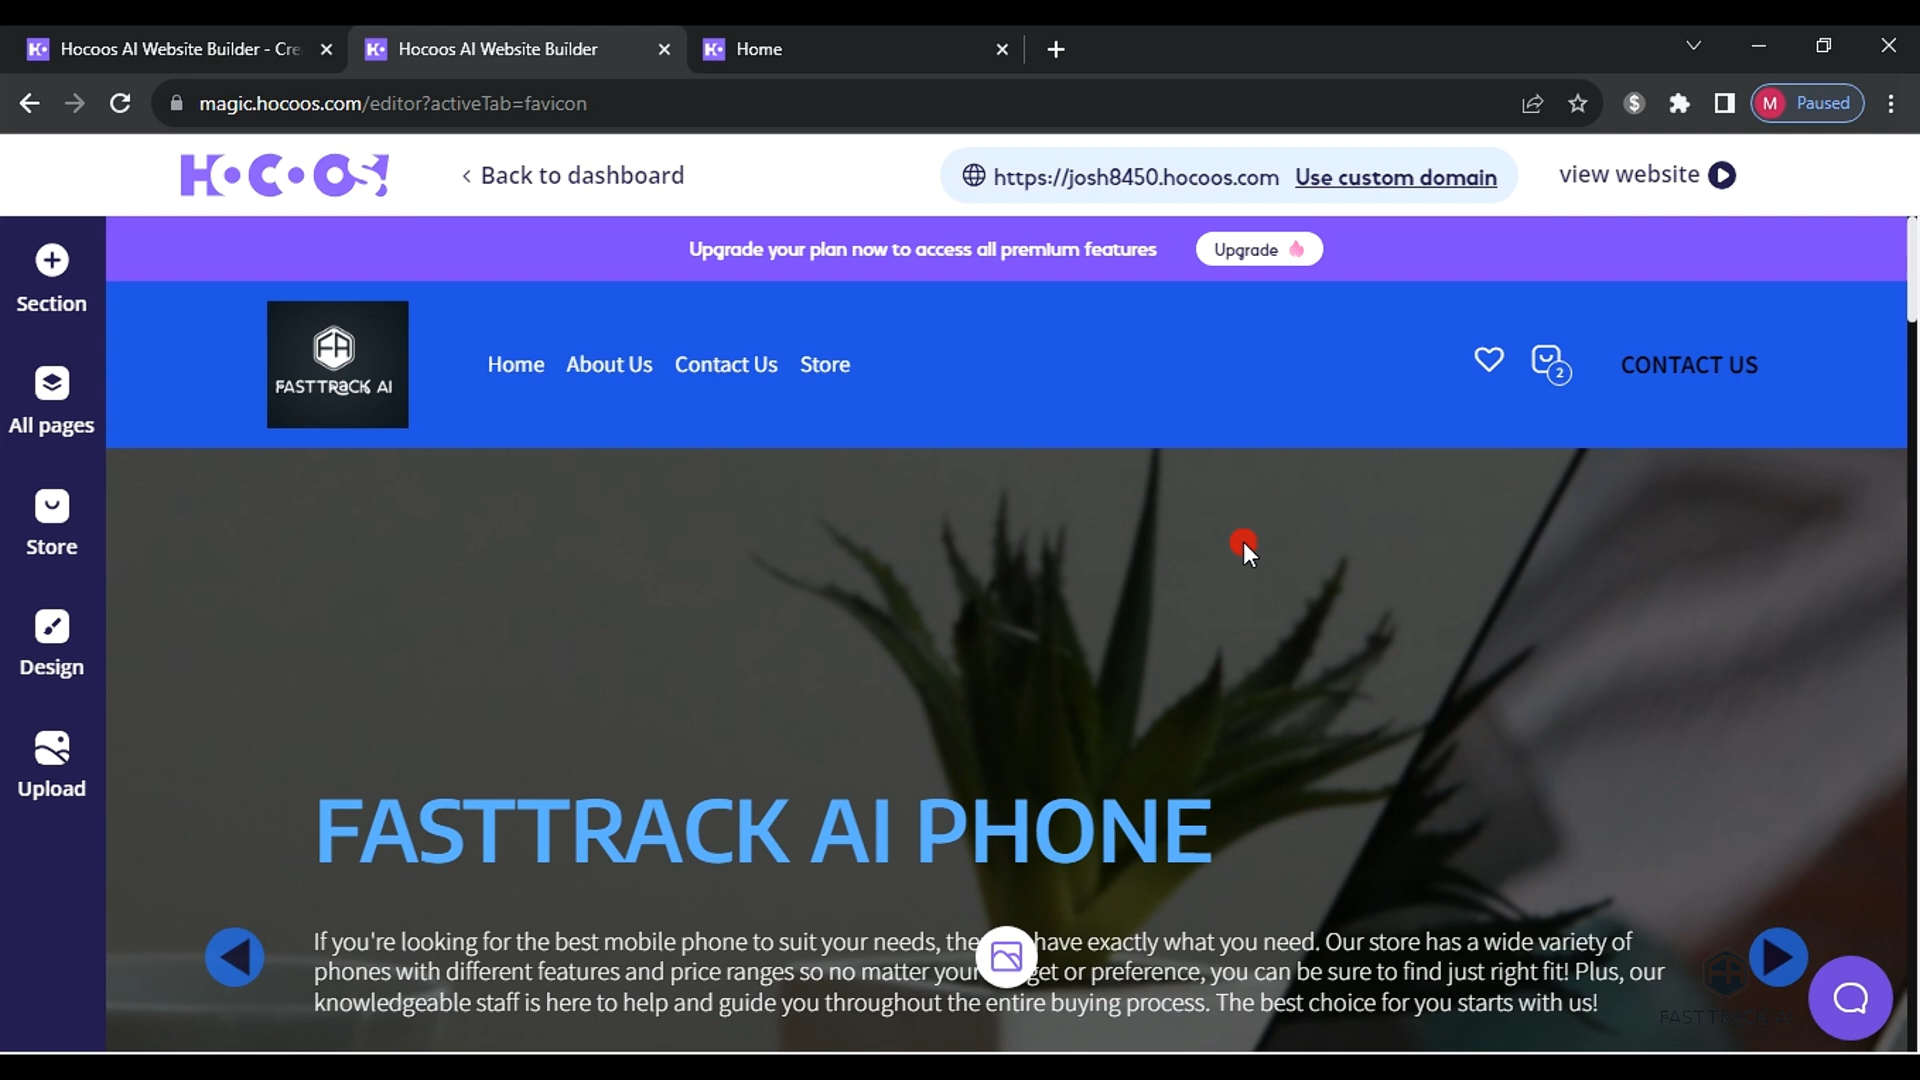 Hocoos AI Website Builder - Cre
Hocoos AI Website Builder
Home
magic.hocoos.com/editor?activeTab=favicon
M Paused
HOCOOS!
Back to dashboard
https://josh8450.hocoos.com Use custom domain
view website
Section
All pages
Store
Design
Upload
Upgrade your plan now to access all premium features
Upgrade
FA
FASTTRACK AI
Home About Us Contact Us Store
2
CONTACT US
FASTTRACK AI PHONE
If you're looking for the best mobile phone to suit your needs, the have exactly what you need. Our store has a wide variety of
phones with different features and price ranges so no matter your get or preference, you can be sure to find just right fit! Plus, our
knowledgeable staff is here to help and guide you throughout the entire buying process. The best choice for you starts with us!
FASTTRACK AI